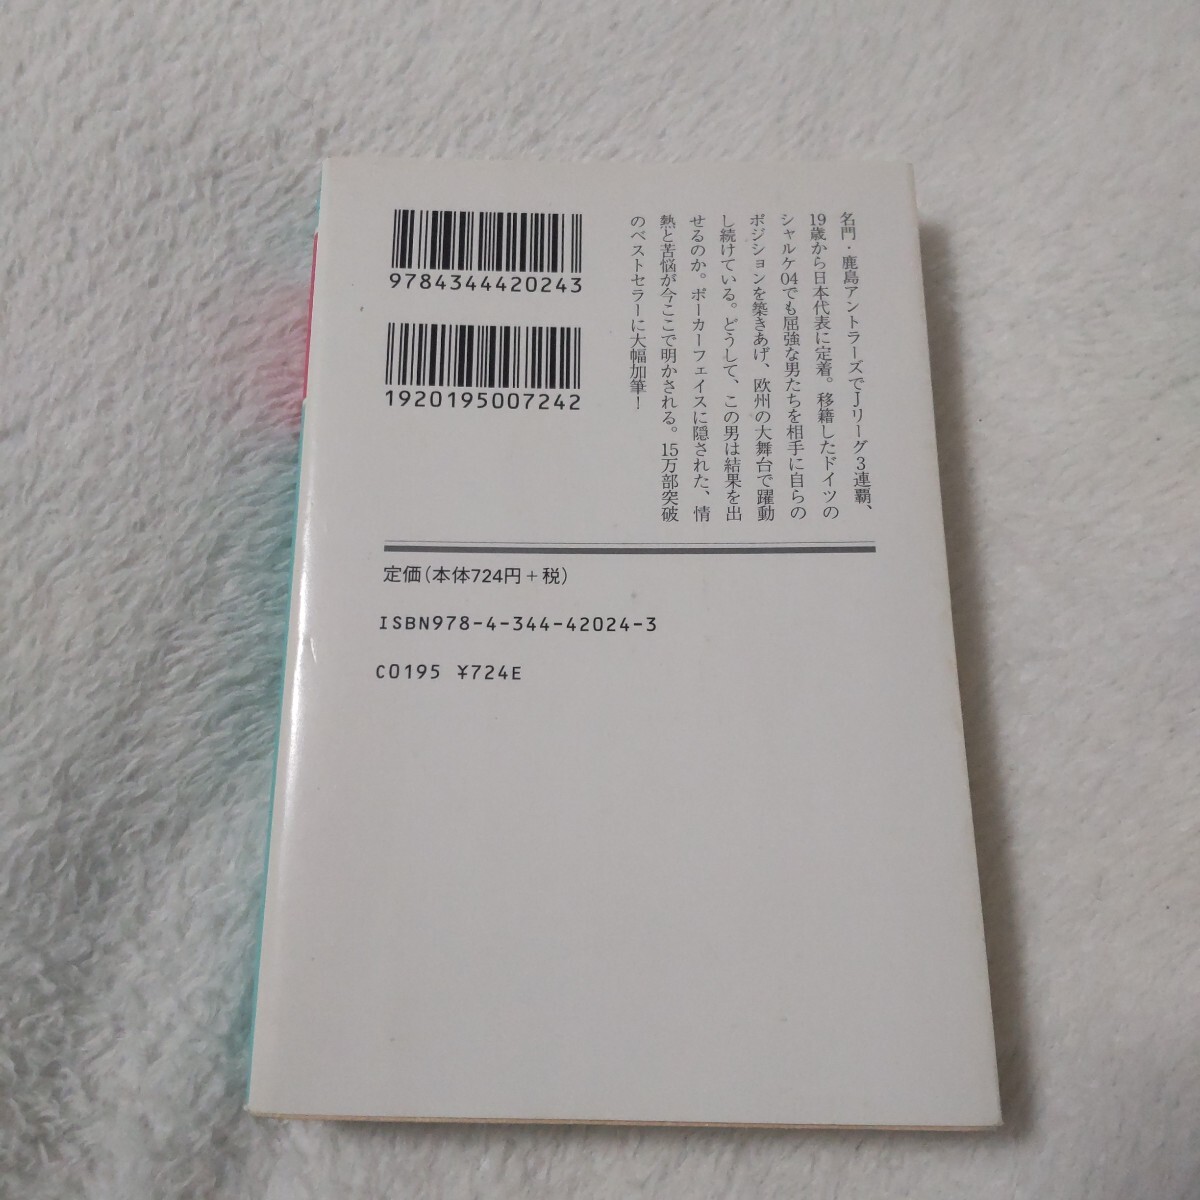 9784344420243
1920195007242
名門・鹿島アントラーズでJリーグ3連覇、
19歳から日本代表に定着。移籍したドイツの
シャルケ04でも屈強な男たちを相手に自らの
ポジションを築きあげ、欧州の大舞台で躍動
し続けている。どうして、この男は結果を出
せるのか。ポーカーフェイスに隠された、情
熱と苦悩が今ここで明かされる。15万部突破
のベストセラーに大幅加筆！
定価(本体724円+税)
ISBN978-4-344-42024-3
C0195 ¥724E